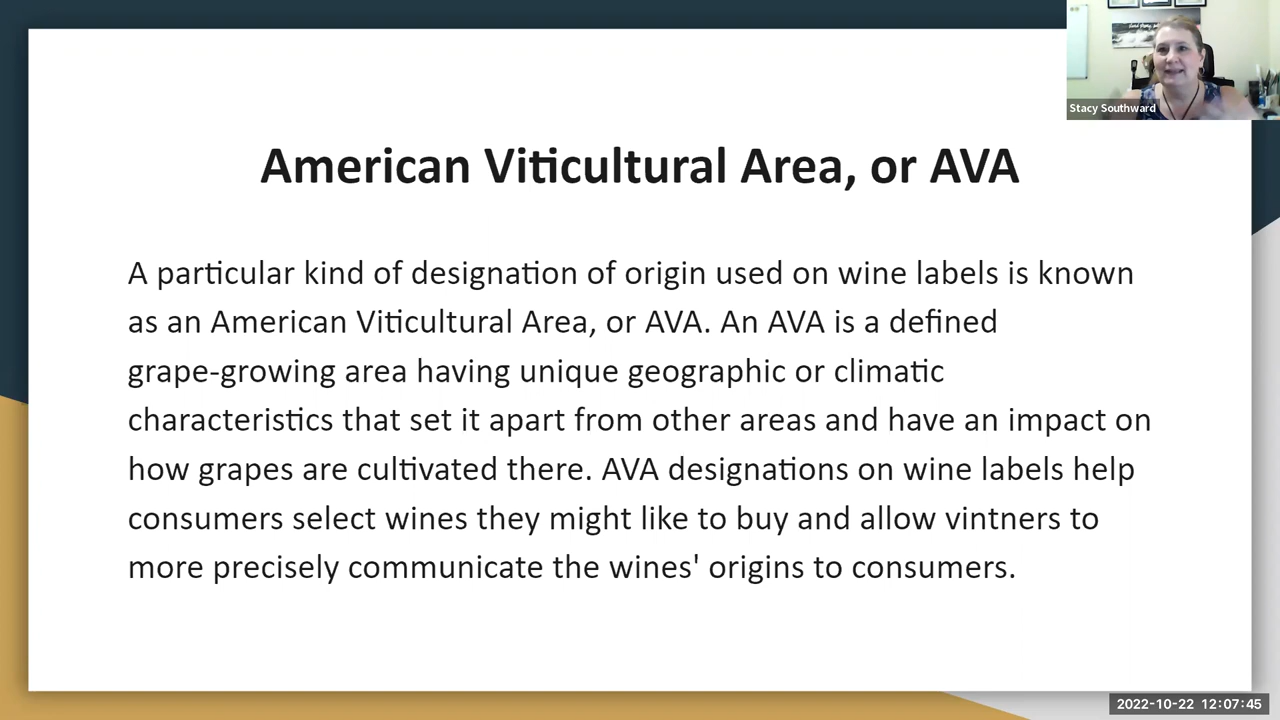 Stacy Southward
American Viticultural Area, or AVA
A particular kind of designation of origin used on wine labels is known
as an American Viticultural Area, or AVA. An AVA is a defined
grape-growing area having unique geographic or climatic
characteristics that set it apart from other areas and have an impact on
how grapes are cultivated there. AVA designations on wine labels help
consumers select wines they might like to buy and allow vintners to
more precisely communicate the wines' origins to consumers.
2022-10-22 12:07:45